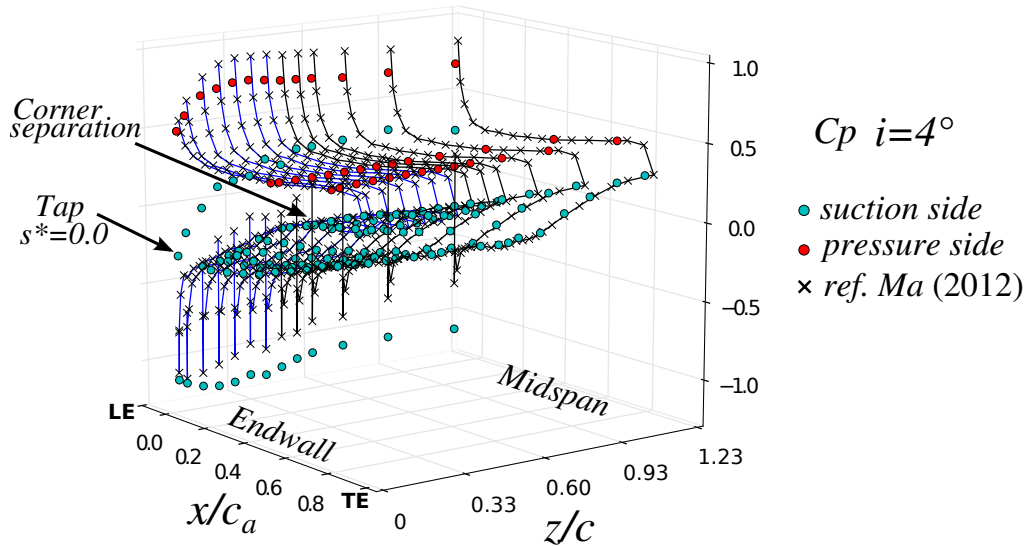 1.0
Cp i=4°
Corner
separation
0.5
suction side
Tap
s*=0.0
0.0
pressure side
ref. Ma (2012)
−0.5
Midspan
−1.0
LE
Endwall
0.0
0.2
0.4
0.6
0.8
TE
0
0.33
0.60
0.93
1.23
x/cₐ
z/c